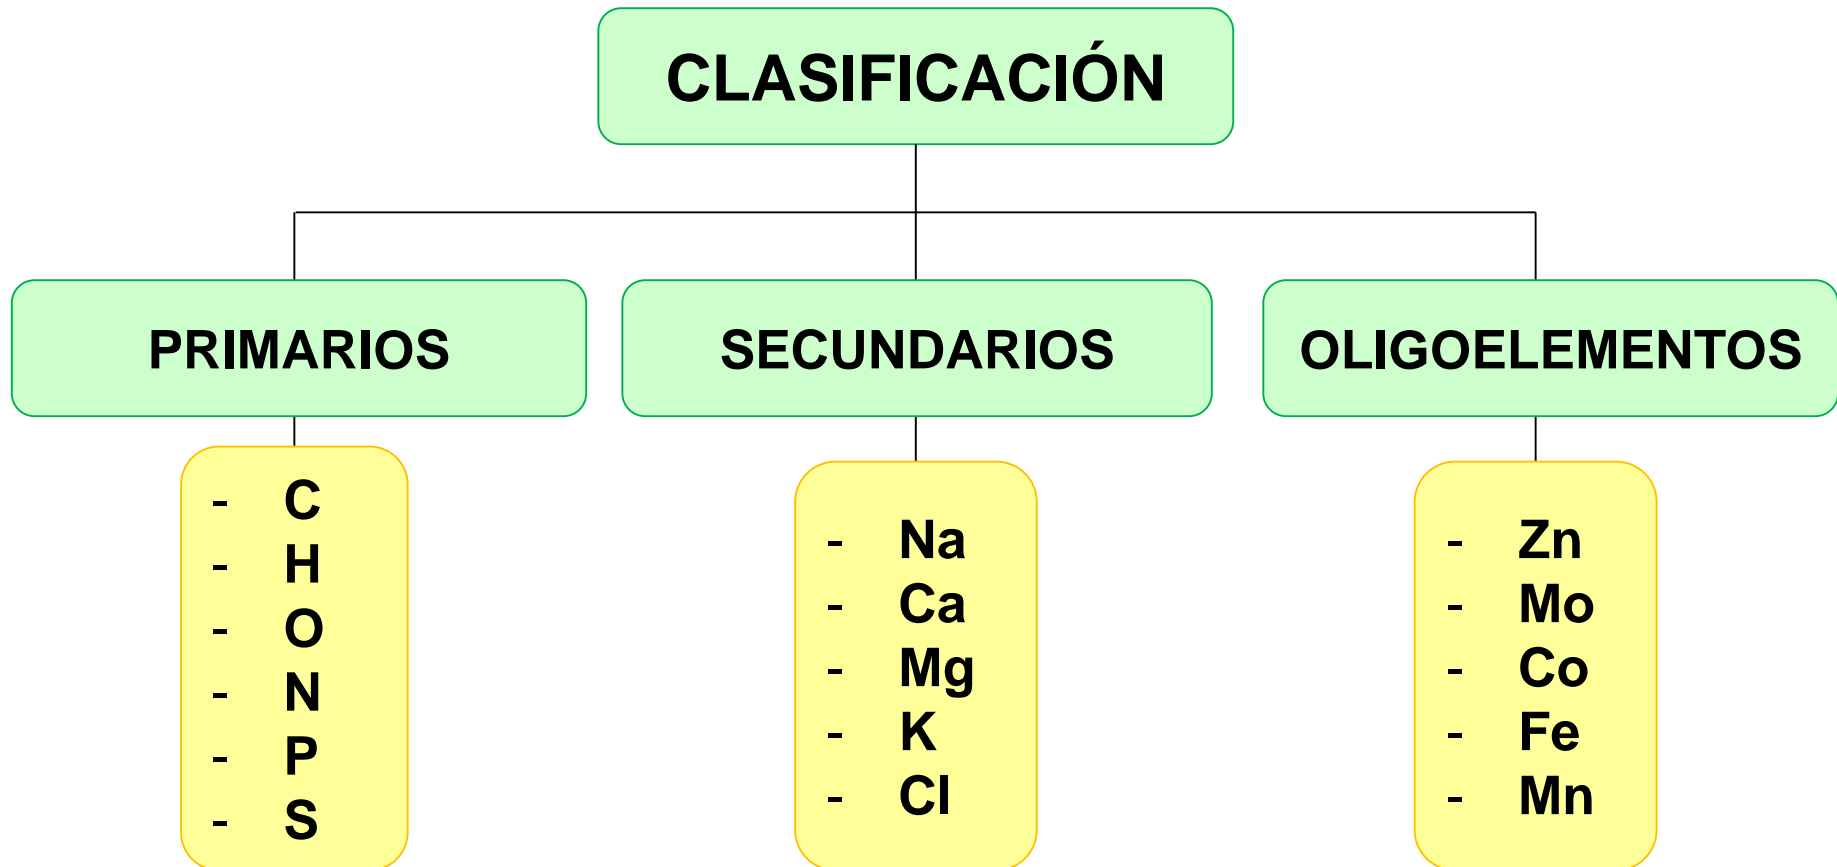 CLASIFICACIÓN
PRIMARIOS
- C
- H
- O
- N
- P
- S
SECUNDARIOS
- Na
- Ca
- Mg
- K
- Cl
OLIGOELEMENTOS
- Zn
- Mo
- Co
- Fe
- Mn